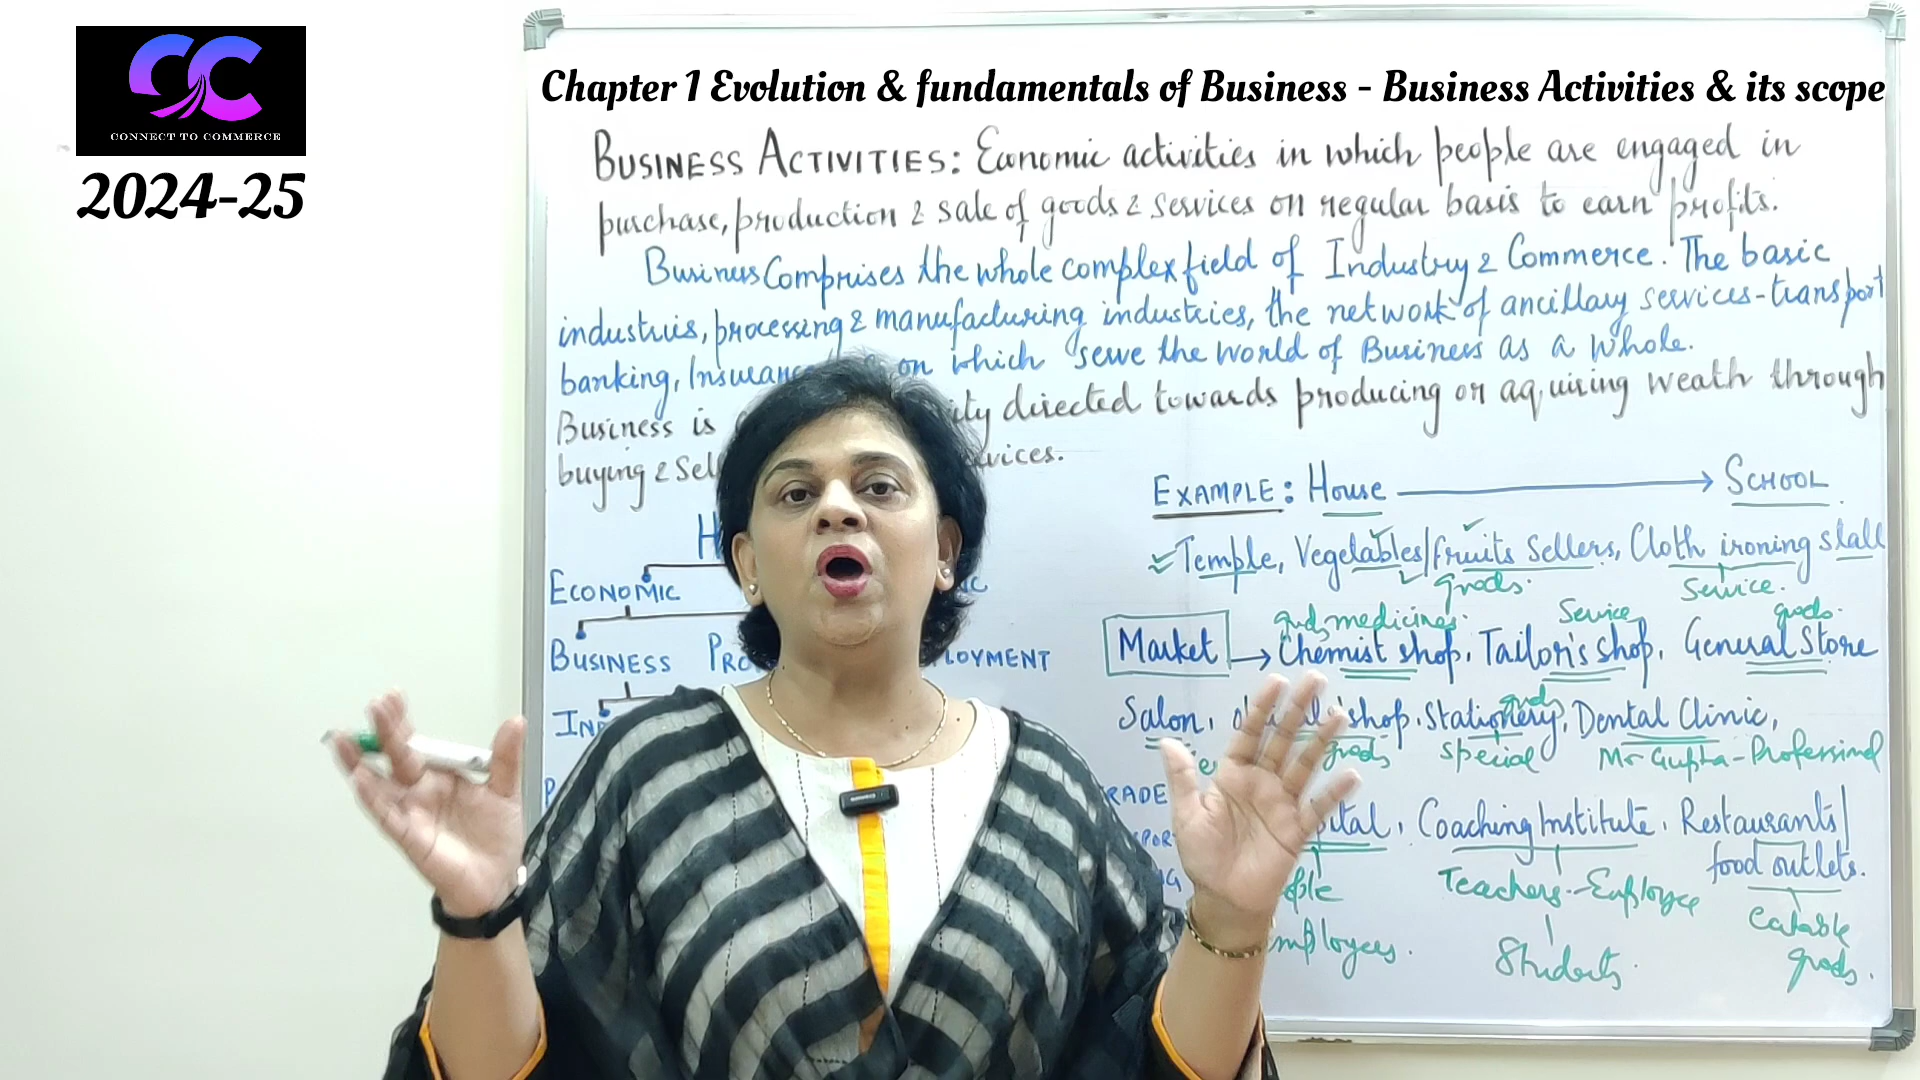 CONNECT TO COMMERCE
2024-25
Chapter 1 Evolution & fundamentals of Business - Business Activities & its scope
BUSINESS ACTIVITIES: Economic activities in which people are engaged in
purchase, production & sale of goods & services on regular basis to earn profits.
Business Comprises the whole complex field of Industry & Commerce. The basic
industries, processing & manufacturing industries, the network of ancillary services-transport
banking, Insurance on which serve the world of Business as a whole.
Business is directed towards producing or aquiring weath through
buying & Sel
EXAMPLE: House → SCHOOL
Temple, Vegetables/fruits Sellers, Cloth ironing stall
goods. Service.
ECONOMIC
medicines. Service goods.
Market → Chemist shop, Tailor's shop, General Store
BUSINESS
goods
Salon, shop, Stationery, Dental Clinic,
goods special Mr Gupta-Professional
Coaching Institute, Restaurants/
food outlets.
Teachers-Employee
eatable
goods.
Students.